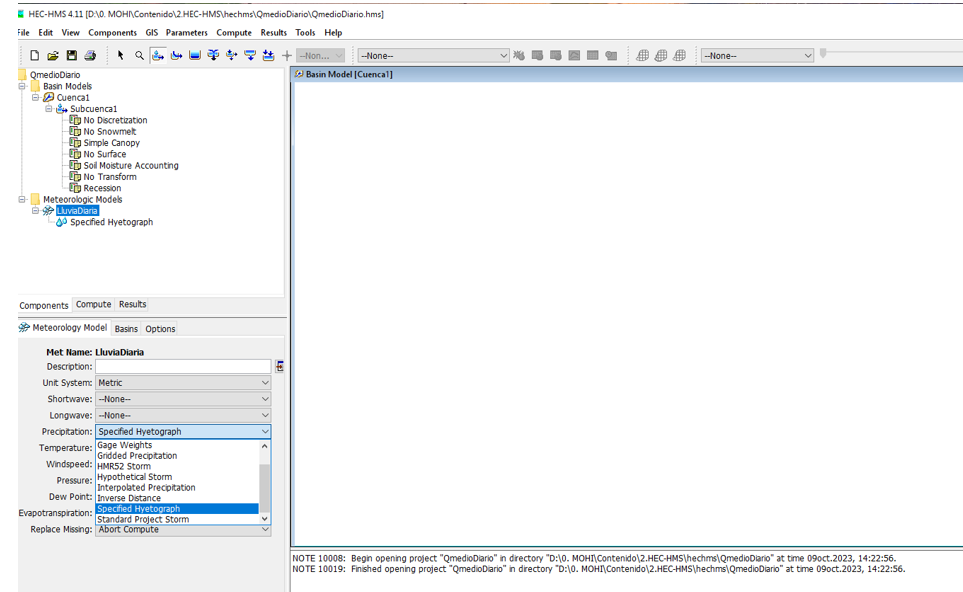 HEC-HMS 4.11 [D:\0. MOHI\Contenido\2.HEC-HMS\hechms\QmedioDiario\QmedioDiario.hms]
File Edit View Components GIS Parameters Compute Results Tools Help
--Non... --None-- --None--
QmedioDiario
Basin Models
Cuenca1
Subcuenca1
No Discretization
No Snowmelt
Simple Canopy
No Surface
Soil Moisture Accounting
No Transform
Recession
Meteorologic Models
LluviaDiaria
Specified Hyetograph
Components Compute Results
Meteorology Model Basins Options
Met Name: LluviaDiaria
Description:
Unit System: Metric
Shortwave: --None--
Longwave: --None--
Precipitation: Specified Hyetograph
Temperature:
Windspeed:
Pressure:
Dew Point:
Evapotranspiration:
Replace Missing: Abort Compute
Gage Weights
Gridded Precipitation
HMR52 Storm
Hypothetical Storm
Interpolated Precipitation
Inverse Distance
Specified Hyetograph
Standard Project Storm
Basin Model [Cuenca1]
NOTE 10008: Begin opening project "QmedioDiario" in directory "D:\0. MOHI\Contenido\2.HEC-HMS\hechms\QmedioDiario" at time 09oct.2023, 14:22:56.
NOTE 10019: Finished opening project "QmedioDiario" in directory "D:\0. MOHI\Contenido\2.HEC-HMS\hechms\QmedioDiario" at time 09oct.2023, 14:22:56.